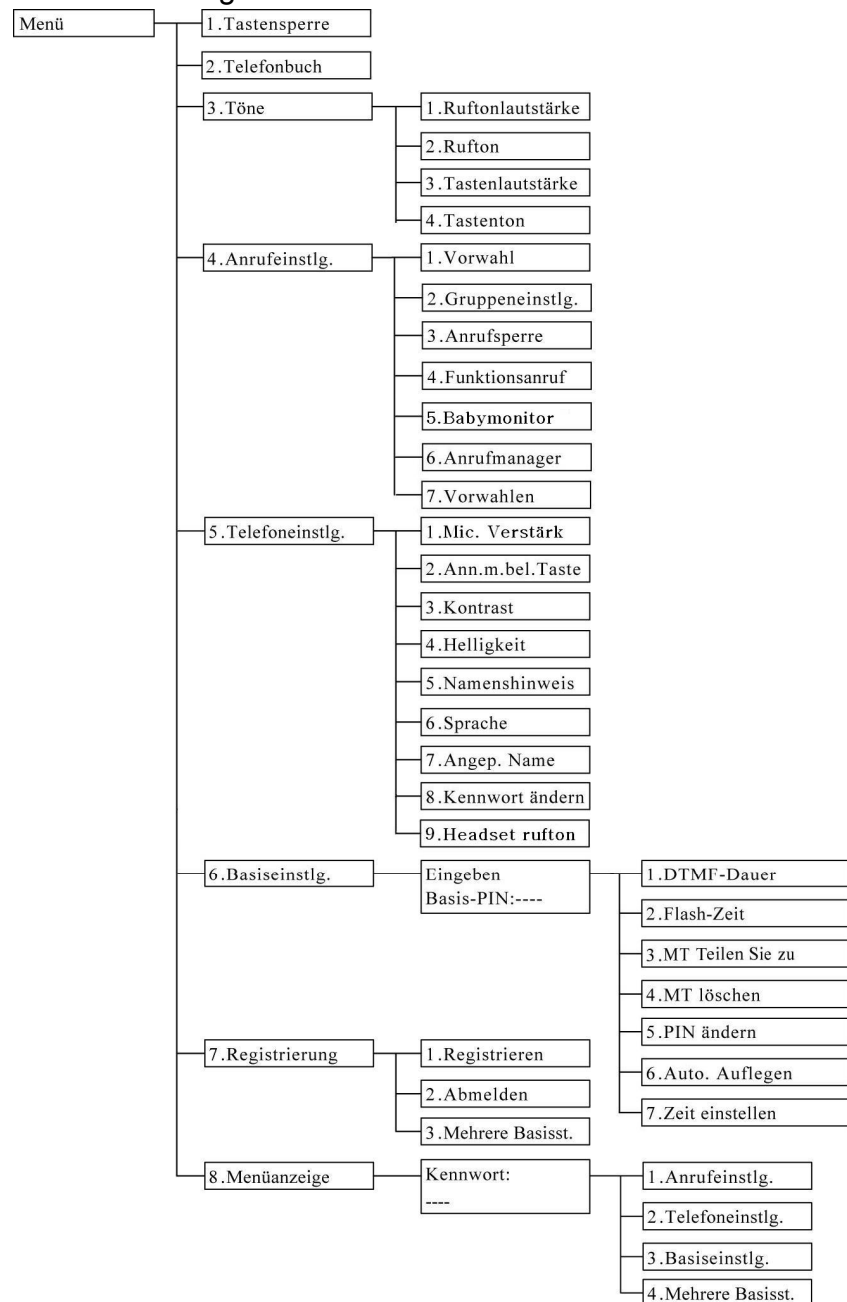 Menü
1.Tastensperre
2.Telefonbuch
3.Töne
1.Ruftonlautstärke
2.Rufton
3.Tastenlautstärke
4.Tastenton
4.Anrufeinstlg.
1.Vorwahl
2.Gruppeneinstlg.
3.Anrufsperre
4.Funktionsanruf
5.Babymonitor
6.Anrufmanager
7.Vorwahlen
5.Telefoneinstlg.
1.Mic. Verstärk
2.Ann.m.bel.Taste
3.Kontrast
4.Helligkeit
5.Namenshinweis
6.Sprache
7.Angep. Name
8.Kennwort ändern
9.Headset rufton
6.Basiseinstlg.
Eingeben
Basis-PIN:----
1.DTMF-Dauer
2.Flash-Zeit
3.MT Teilen Sie zu
4.MT löschen
5.PIN ändern
6.Auto. Auflegen
7.Zeit einstellen
7.Registrierung
1.Registrieren
2.Abmelden
3.Mehrere Basisst.
8.Menüanzeige
Kennwort:
----
1.Anrufeinstlg.
2.Telefoneinstlg.
3.Basiseinstlg.
4.Mehrere Basisst.